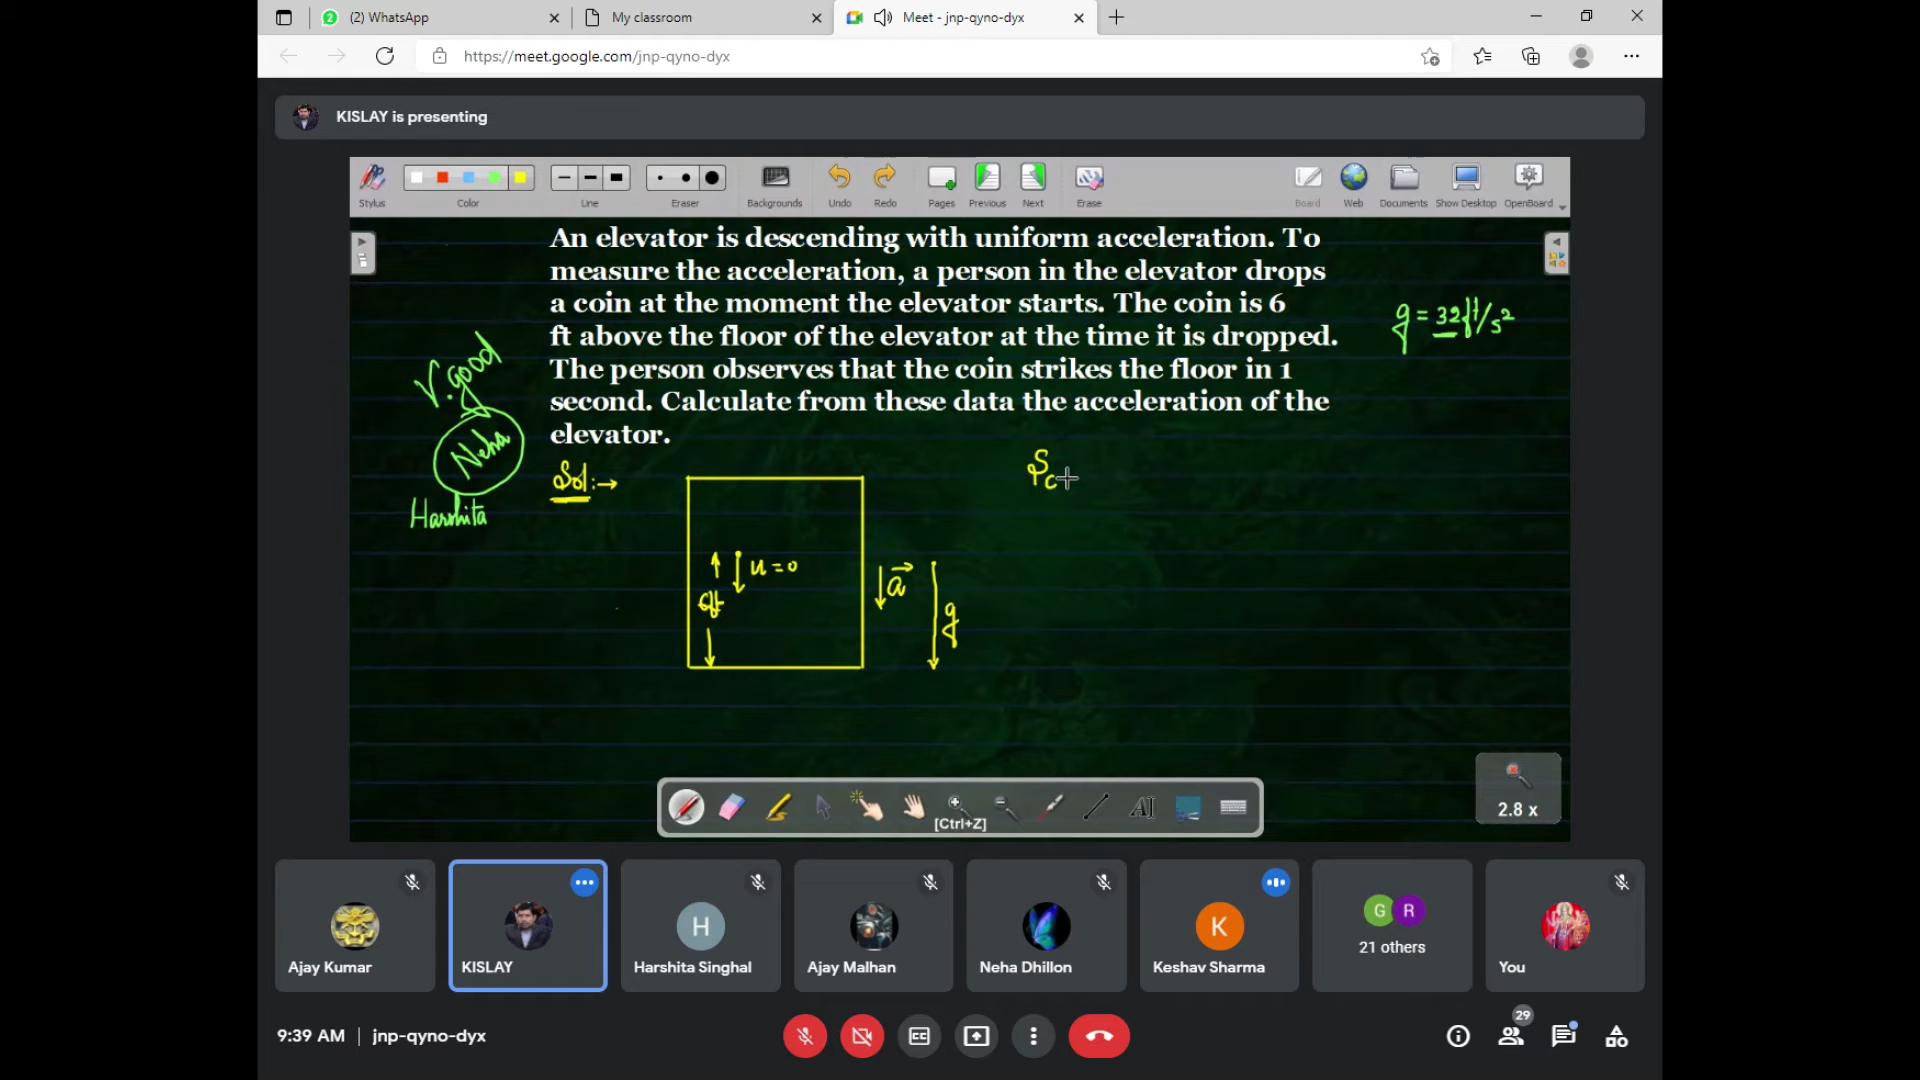 (2) WhatsApp
My classroom
Meet - jnp-qyno-dyx
https://meet.google.com/jnp-qyno-dyx
KISLAY is presenting
Stylus
Color
Line
Eraser
Backgrounds
Undo
Redo
Pages
Previous
Next
Erase
Board
Web
Documents
Show Desktop
OpenBoard
An elevator is descending with uniform acceleration. To
measure the acceleration, a person in the elevator drops
a coin at the moment the elevator starts. The coin is 6
ft above the floor of the elevator at the time it is dropped.
The person observes that the coin strikes the floor in 1
second. Calculate from these data the acceleration of the
elevator.
g = 32ft/s²
V. good
Neha
Harshita
Sol:→
S_c
u = 0
6ft
a⃗
g
[Ctrl+Z]
2.8 x
Ajay Kumar
KISLAY
H
Harshita Singhal
Ajay Malhan
Neha Dhillon
K
Keshav Sharma
G R
21 others
You
9:39 AM | jnp-qyno-dyx
CC
29